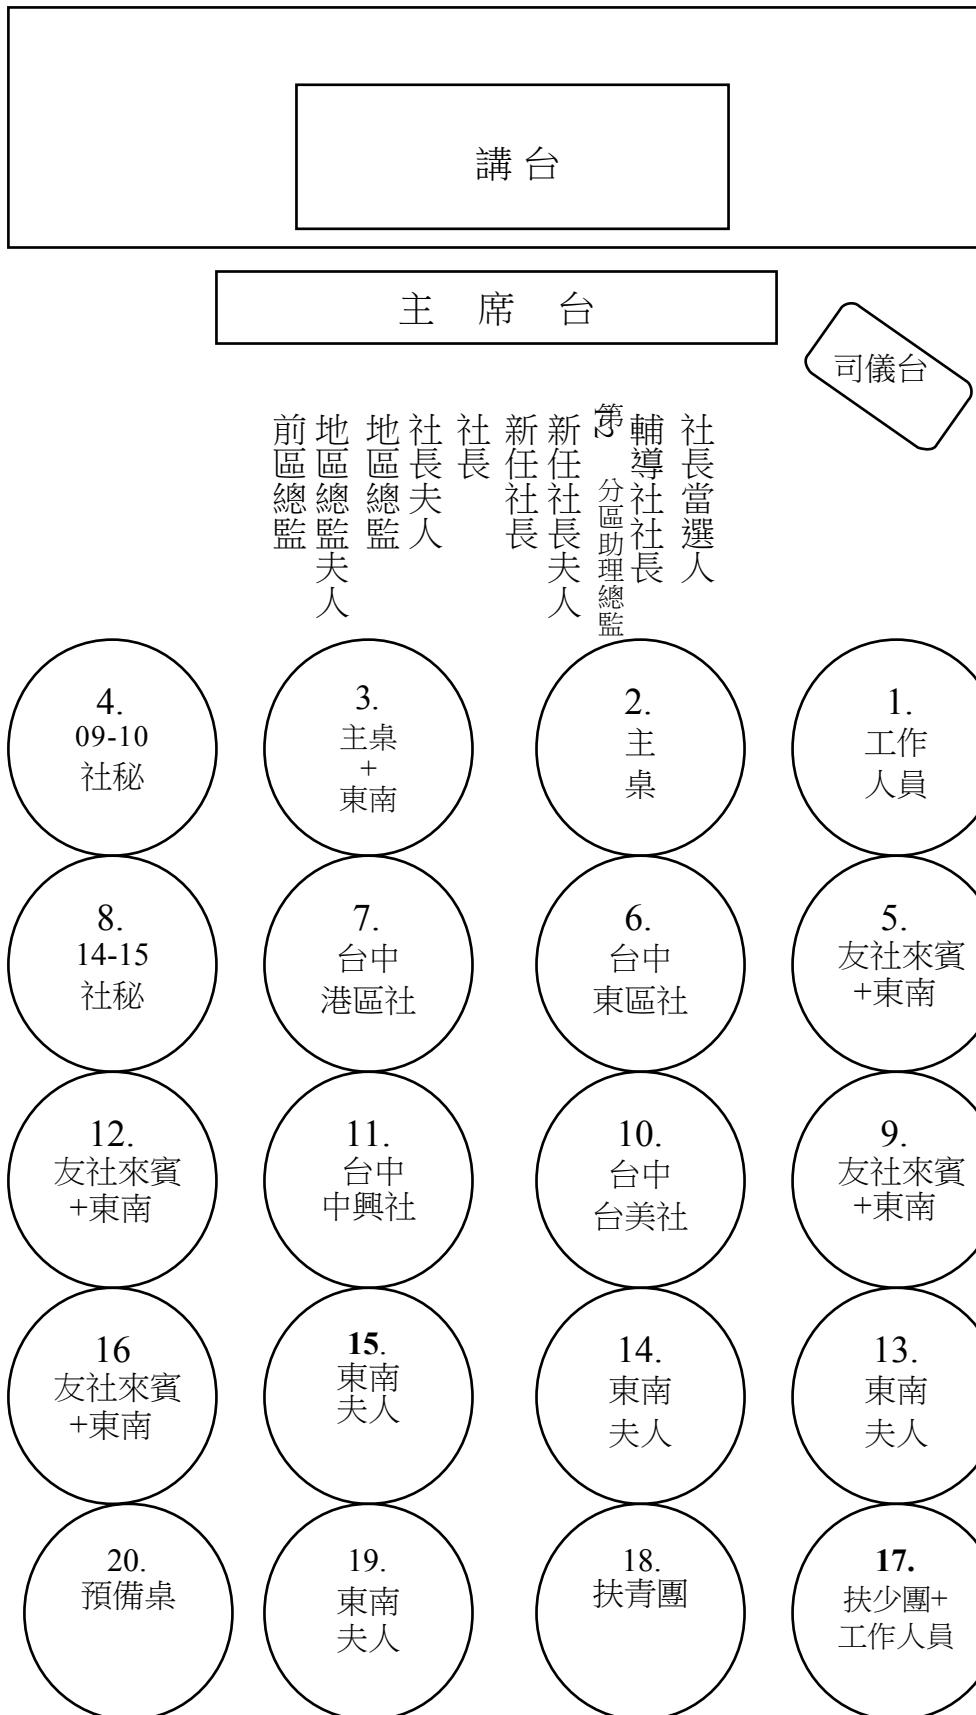 講 台
主 席 台
司儀台
前區總監
地區總監夫人
地區總監
社長夫人
社長
新任社長
新任社長夫人
第12 分區助理總監
輔導社社長
社長當選人
4.
09-10
社秘
3.
主桌
+
東南
2.
主
桌
1.
工作
人員
8.
14-15
社秘
7.
台中
港區社
6.
台中
東區社
5.
友社來賓
+東南
12.
友社來賓
+東南
11.
台中
中興社
10.
台中
台美社
9.
友社來賓
+東南
16
友社來賓
+東南
15.
東南
夫人
14.
東南
夫人
13.
東南
夫人
20.
預備桌
19.
東南
夫人
18.
扶青團
17.
扶少團+
工作人員